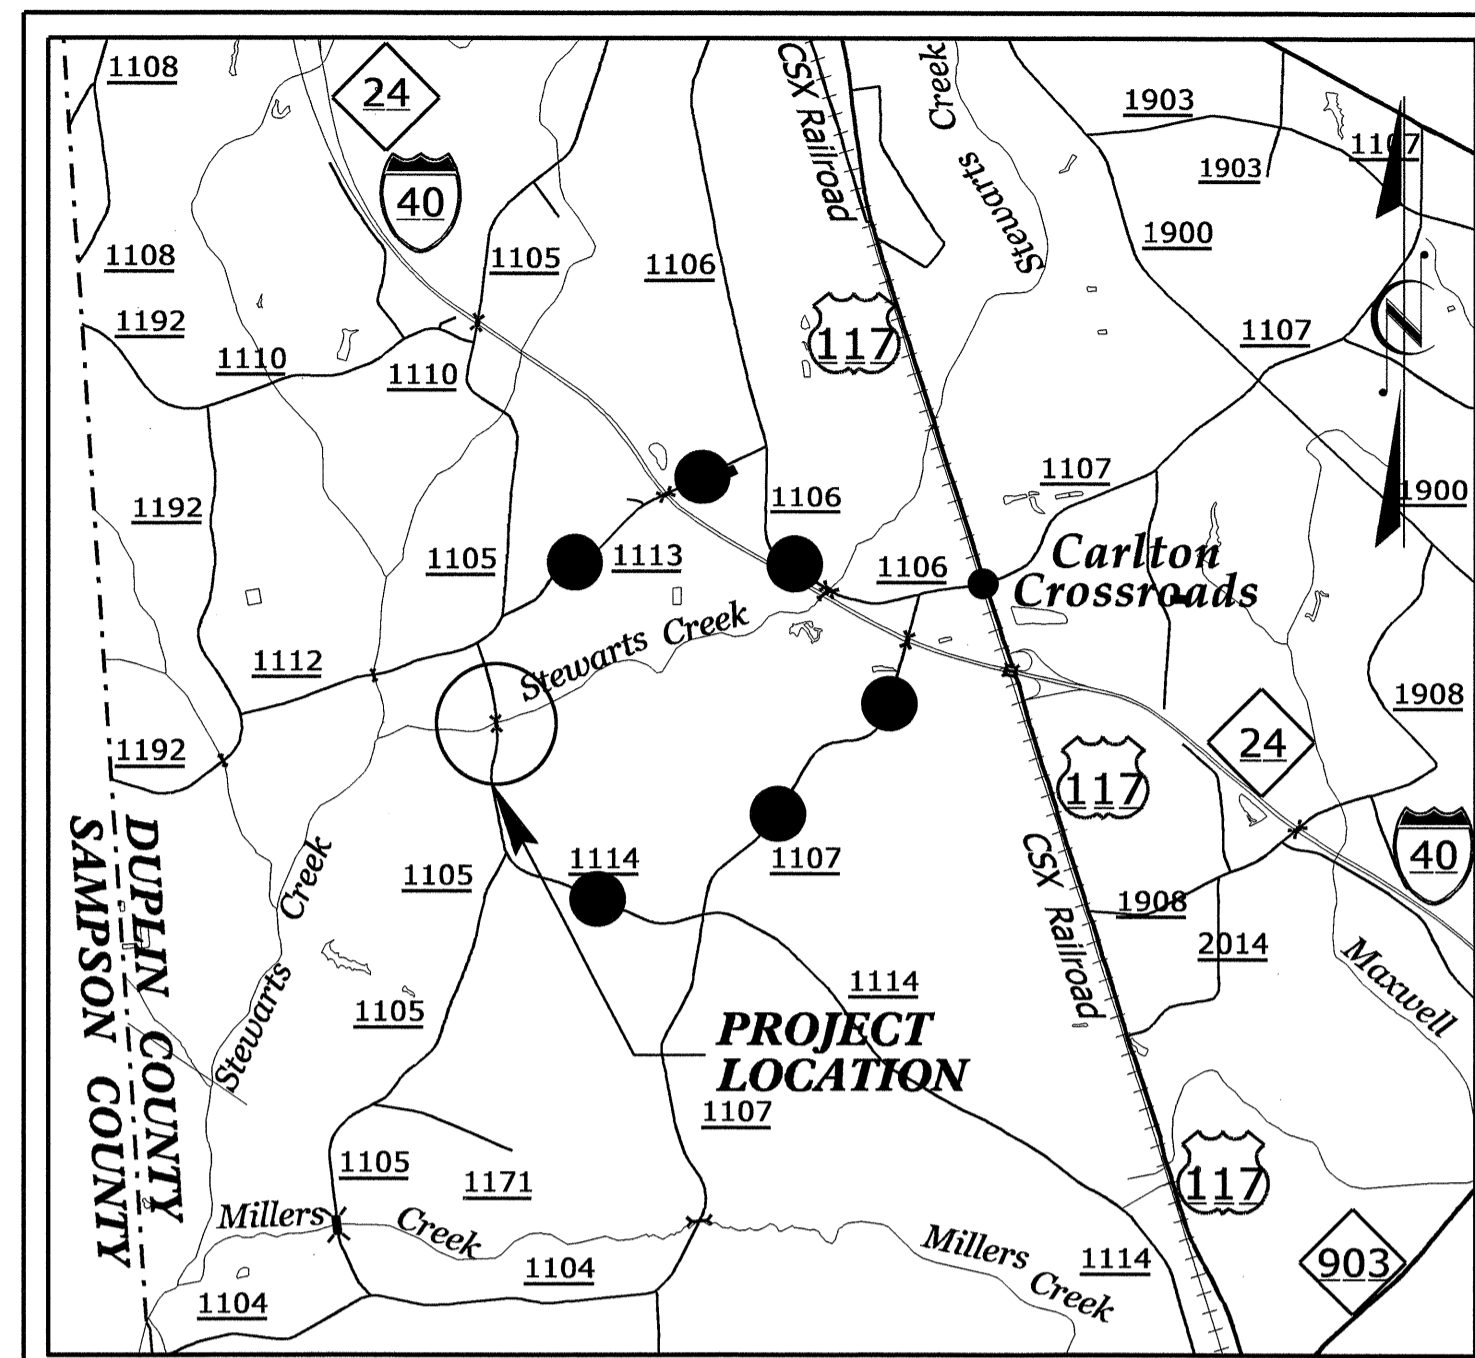 1108
24
CSX Railroad
Stewarts Creek
1903
1107
40
1903
1108
1105
1106
1900
1192
117
1107
1110
1110
1107
1192
1106
1900
1105
1113
1106
Carlton
Crossroads
Stewarts Creek
1112
1192
24
1908
117
DUPLIN COUNTY
SAMPSON COUNTY
Creek
1105
1114
1107
CSX Railroad
40
1908
2014
Stewarts
1105
1114
Maxwell
PROJECT
LOCATION
1107
1105
1171
117
Millers
Creek
Millers
Creek
1104
1114
903
1104
N